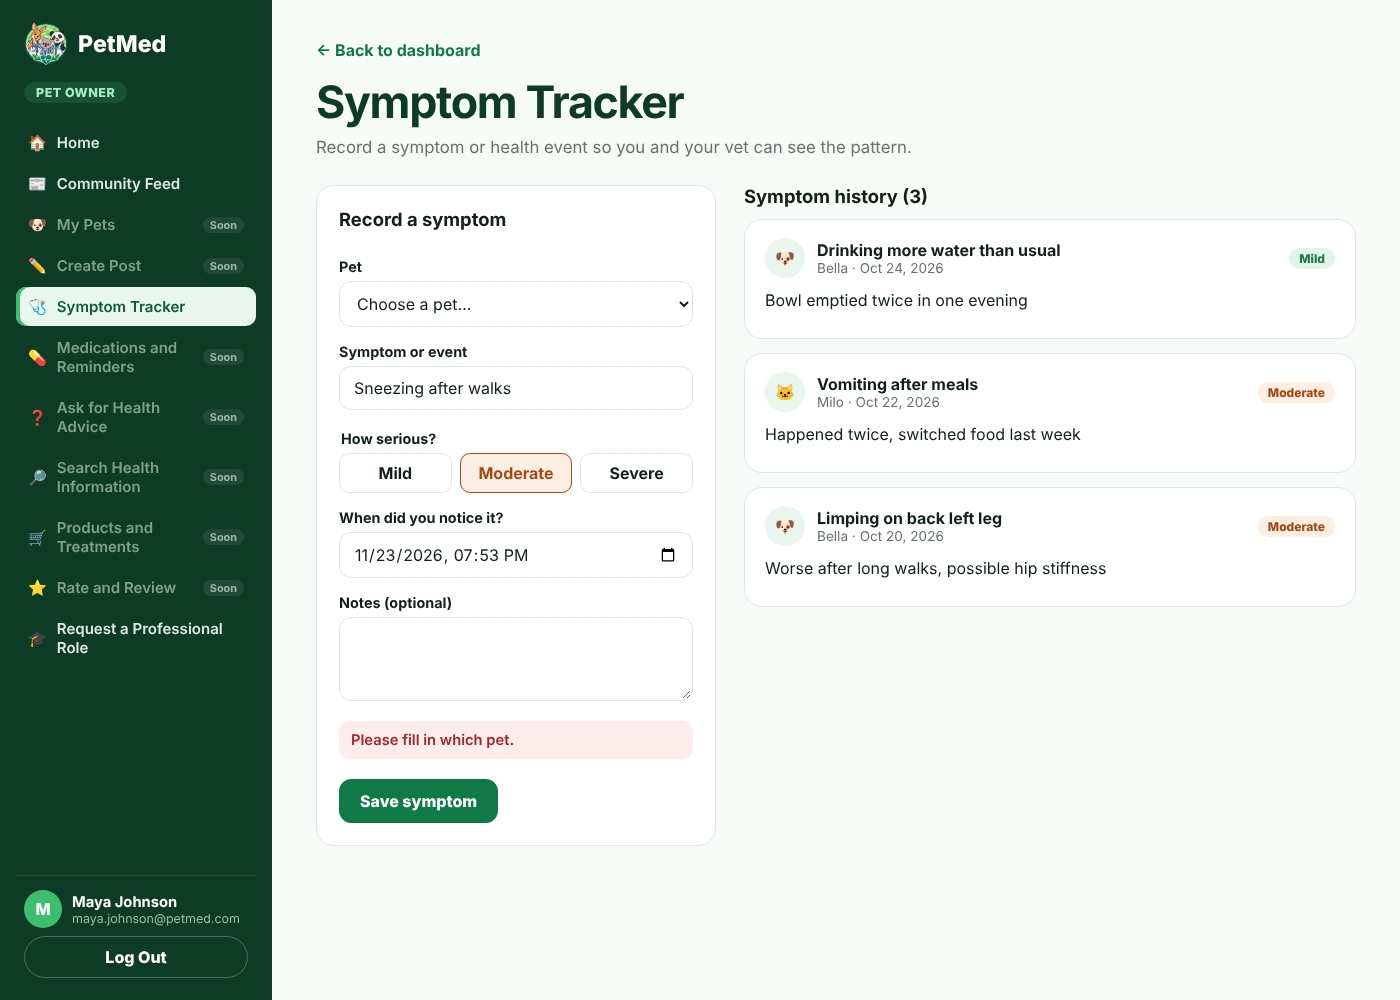 PetMed
PET OWNER
Home
Community Feed
My Pets Soon
Create Post Soon
Symptom Tracker
Medications and
Reminders
Soon
Ask for Health
Advice
Soon
Search Health
Information
Soon
Products and
Treatments
Soon
Rate and Review Soon
Request a Professional
Role
M
Maya Johnson
maya.johnson@petmed.com
Log Out
← Back to dashboard
Symptom Tracker
Record a symptom or health event so you and your vet can see the pattern.
Record a symptom
Pet
Choose a pet...
Symptom or event
Sneezing after walks
How serious?
Mild Moderate Severe
When did you notice it?
11/23/2026, 07:53 PM
Notes (optional)
Please fill in which pet.
Save symptom
Symptom history (3)
Drinking more water than usual
Bella · Oct 24, 2026
Mild
Bowl emptied twice in one evening
Vomiting after meals
Milo · Oct 22, 2026
Moderate
Happened twice, switched food last week
Limping on back left leg
Bella · Oct 20, 2026
Moderate
Worse after long walks, possible hip stiffness